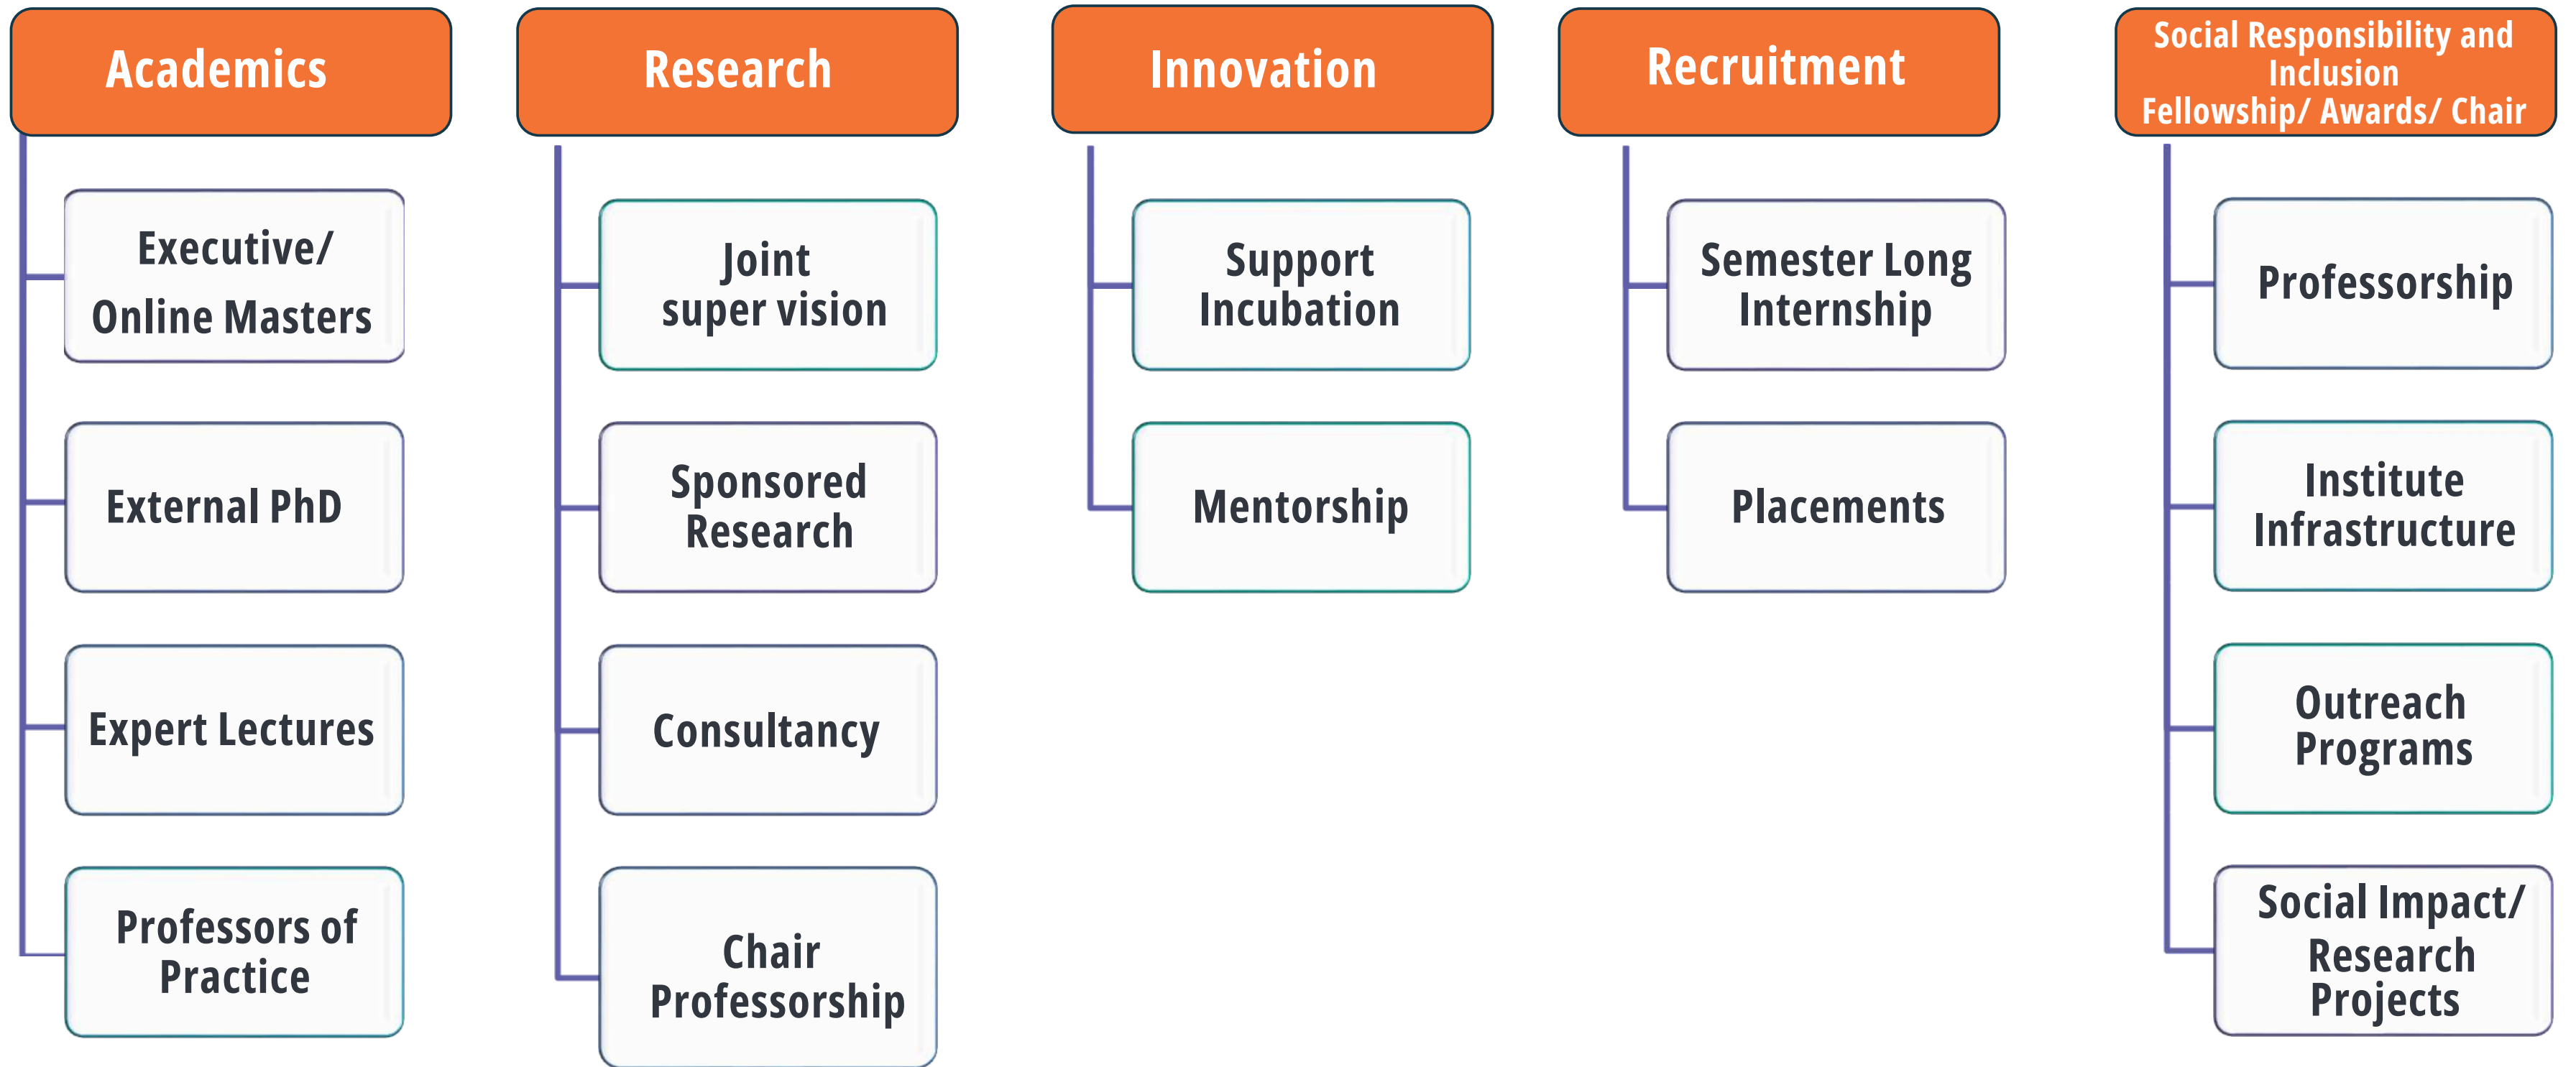 Academics
Executive/
Online Masters
External PhD
Expert Lectures
Professors of
Practice
Research
Joint
super vision
Sponsored
Research
Consultancy
Chair
Professorship
Innovation
Support
Incubation
Mentorship
Recruitment
Semester Long
Internship
Placements
Social Responsibility and
Inclusion
Fellowship/ Awards/ Chair
Professorship
Institute
Infrastructure
Outreach
Programs
Social Impact/
Research
Projects